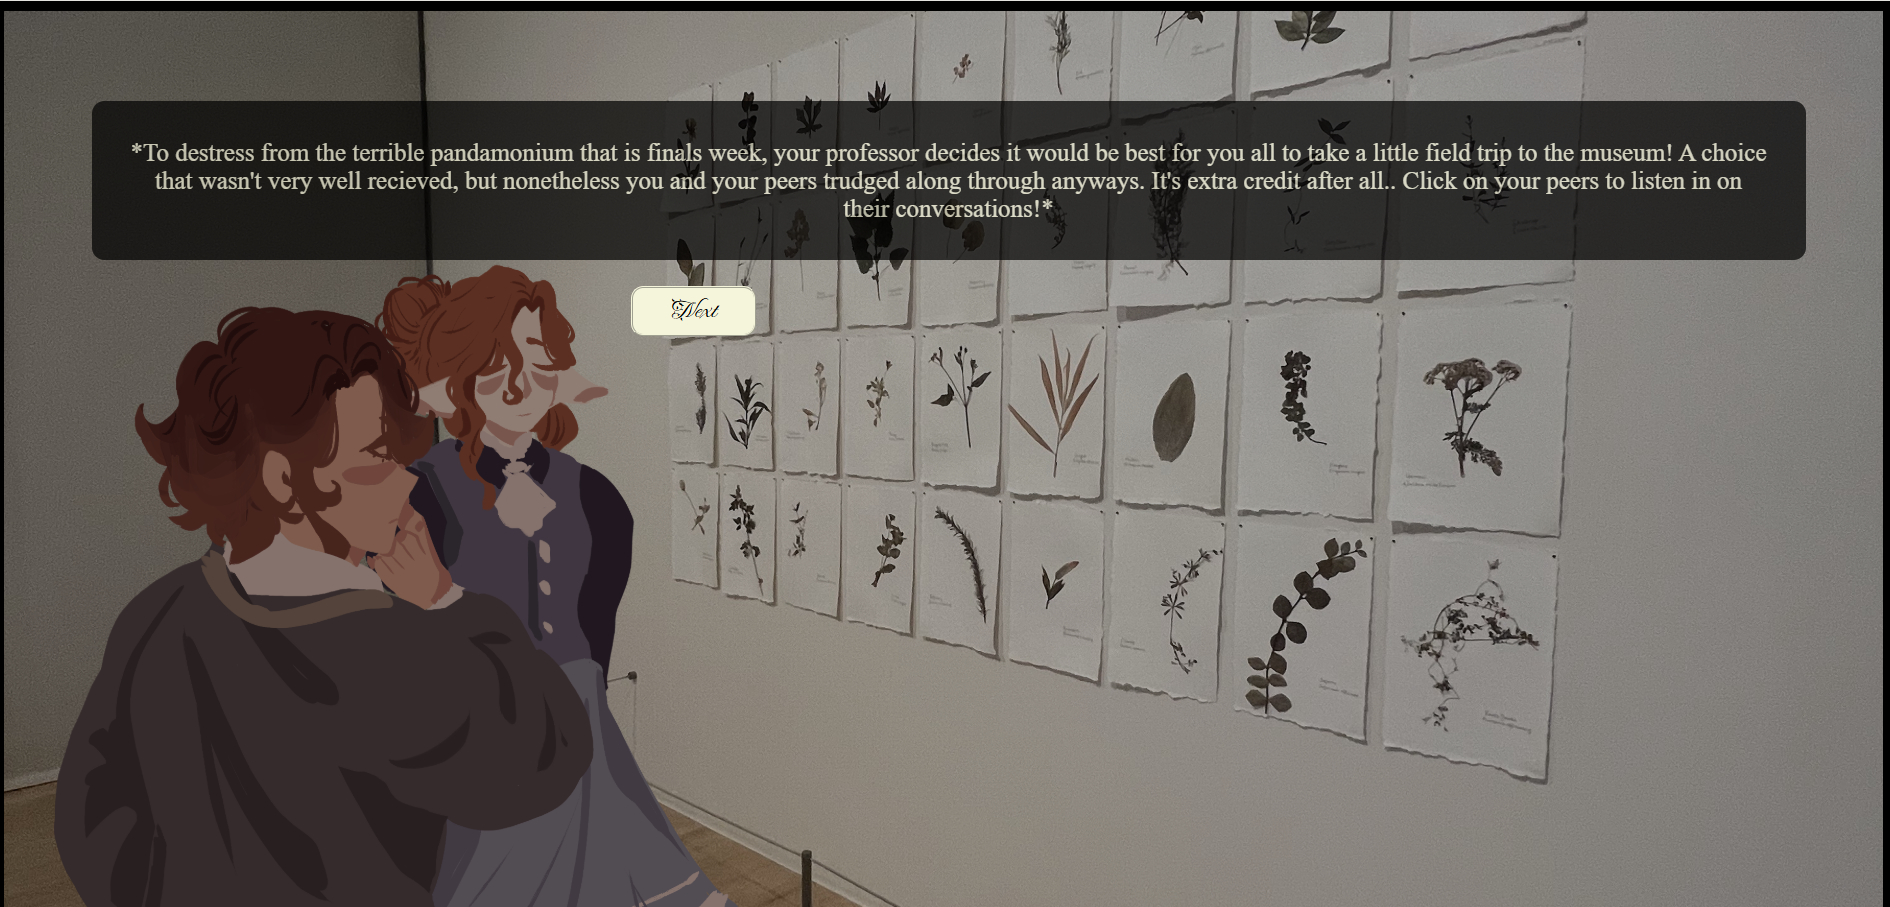 *To destress from the terrible pandamonium that is finals week, your professor decides it would be best for you all to take a little field trip to the museum! A choice
that wasn't very well recieved, but nonetheless you and your peers trudged along through anyways. It's extra credit after all.. Click on your peers to listen in on
their conversations!*
Next